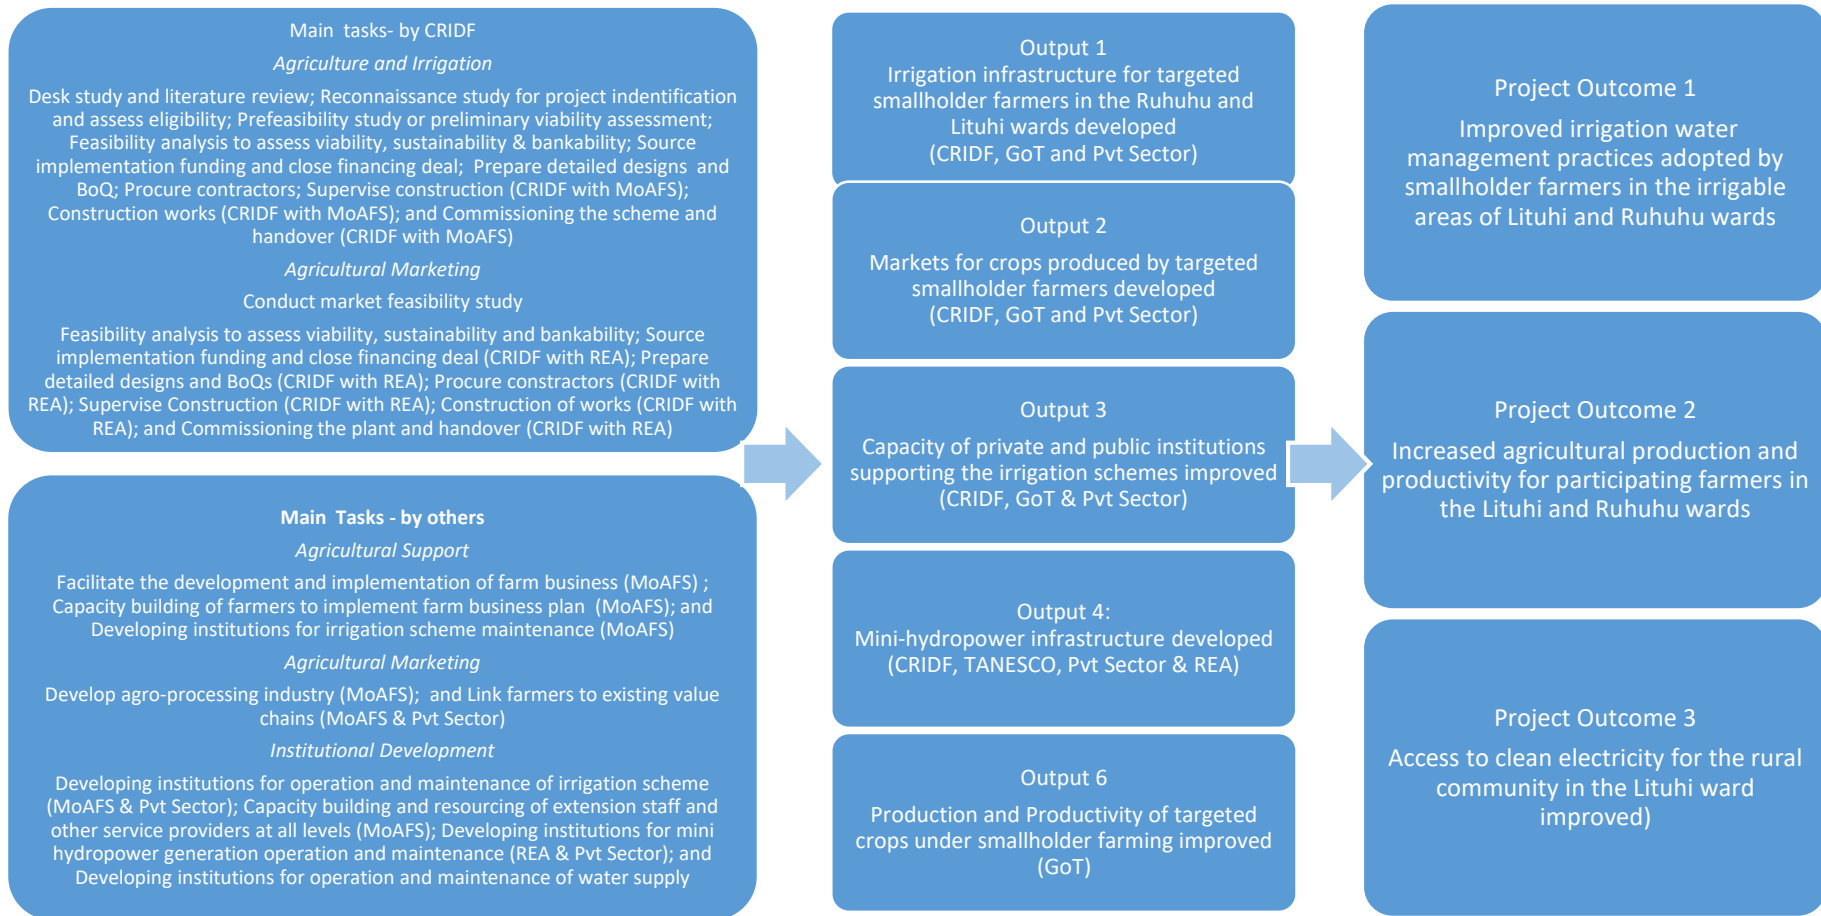 Main  tasks- by CRIDF
Agriculture and Irrigation
Desk study and literature review; Reconnaissance study for project indentification
and assess eligibility; Prefeasibility study or preliminary viability assessment;
Feasibility analysis to assess viability, sustainability & bankability; Source
implementation funding and close financing deal;  Prepare detailed designs  and
BoQ; Procure contractors; Supervise construction (CRIDF with MoAFS);
Construction works (CRIDF with MoAFS); and Commissioning the scheme and
handover (CRIDF with MoAFS)
Agricultural Marketing
Conduct market feasibility study
Feasibility analysis to assess viability, sustainability and bankability; Source
implementation funding and close financing deal (CRIDF with REA); Prepare
detailed designs and BoQs (CRIDF with REA); Procure constractors (CRIDF with
REA); Supervise Construction (CRIDF with REA); Construction of works (CRIDF with
REA); and Commissioning the plant and handover (CRIDF with REA)
Main  Tasks - by others
Agricultural Support
Facilitate the development and implementation of farm business (MoAFS) ;
Capacity building of farmers to implement farm business plan  (MoAFS); and
Developing institutions for irrigation scheme maintenance (MoAFS)
Agricultural Marketing
Develop agro-processing industry (MoAFS);  and Link farmers to existing value
chains (MoAFS & Pvt Sector)
Institutional Development
Developing institutions for operation and maintenance of irrigation scheme
(MoAFS & Pvt Sector); Capacity building and resourcing of extension staff and
other service providers at all levels (MoAFS); Developing institutions for mini
hydropower generation operation and maintenance (REA & Pvt Sector); and
Developing institutions for operation and maintenance of water supply
Output 1
Irrigation infrastructure for targeted
smallholder farmers in the Ruhuhu and
Lituhi wards developed
(CRIDF, GoT and Pvt Sector)
Output 2
Markets for crops produced by targeted
smallholder farmers developed
(CRIDF, GoT and Pvt Sector)
Output 3
Capacity of private and public institutions
supporting the irrigation schemes improved
(CRIDF, GoT & Pvt Sector)
Output 4:
Mini-hydropower infrastructure developed
(CRIDF, TANESCO, Pvt Sector & REA)
Output 6
Production and Productivity of targeted
crops under smallholder farming improved
(GoT)
Project Outcome 1
Improved irrigation water
management practices adopted by
smallholder farmers in the irrigable
areas of Lituhi and Ruhuhu wards
Project Outcome 2
Increased agricultural production and
productivity for participating farmers in
the Lituhi and Ruhuhu wards
Project Outcome 3
Access to clean electricity for the rural
community in the Lituhi ward
improved)